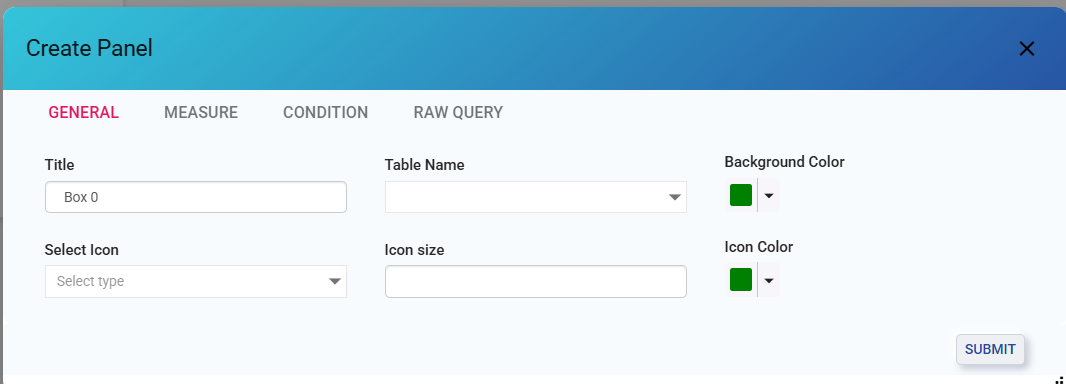 Create Panel
GENERAL MEASURE CONDITION RAW QUERY
Title Table Name Background Color
Box 0
Select Icon Icon size Icon Color
Select type
SUBMIT